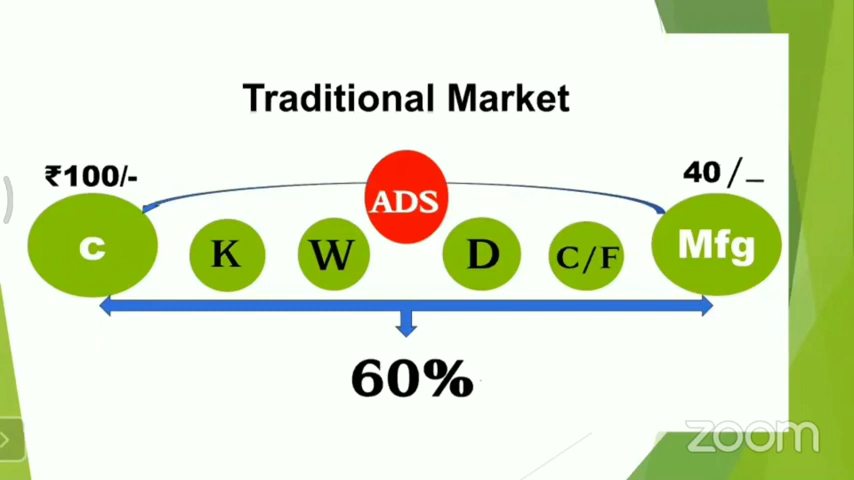 Traditional Market
₹100/-
40/_
ADS
c
K
W
D
C/F
Mfg
60%
zoom